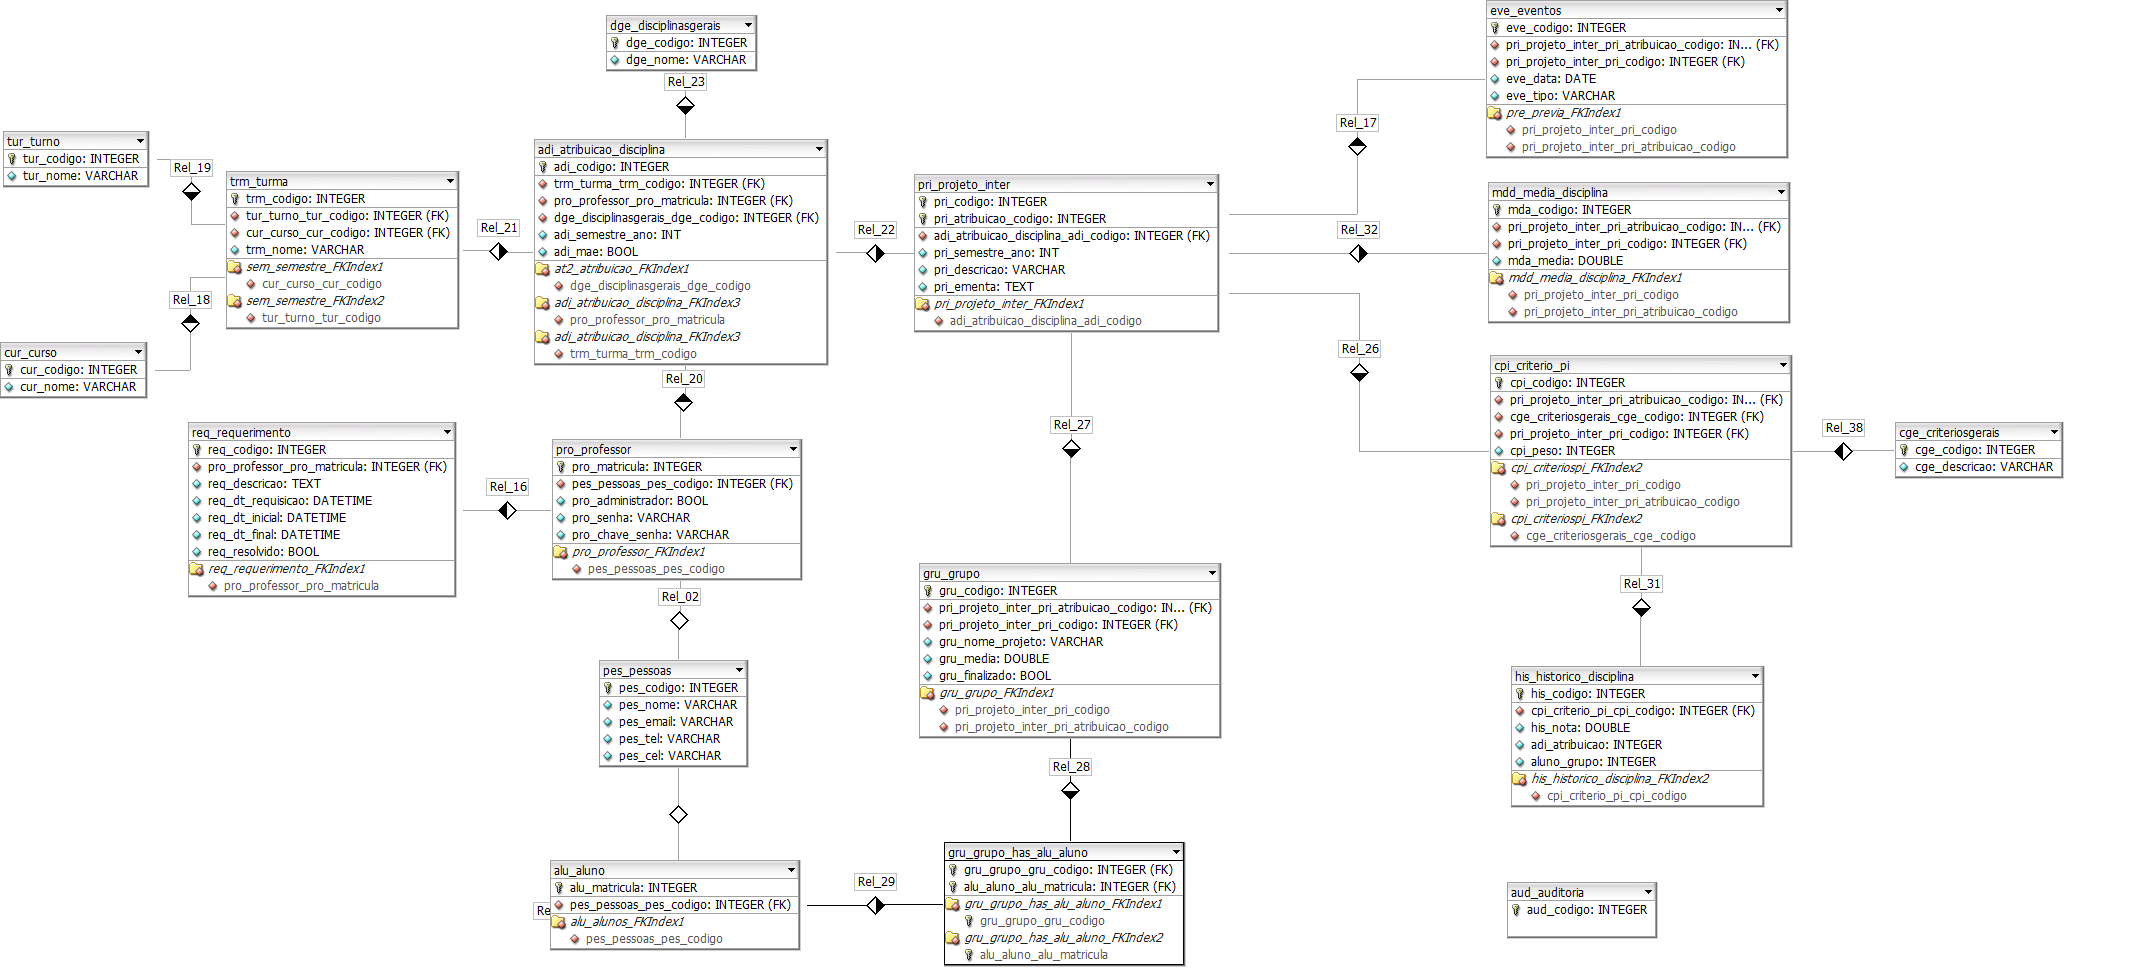 dge_disciplinasgerais
dge_codigo: INTEGER
dge_nome: VARCHAR
Rel_23
tur_turno
tur_codigo: INTEGER
tur_nome: VARCHAR
Rel_19
trm_turma
trm_codigo: INTEGER
tur_turno_tur_codigo: INTEGER (FK)
cur_curso_cur_codigo: INTEGER (FK)
trm_nome: VARCHAR
sem_semestre_FKIndex1
cur_curso_cur_codigo
sem_semestre_FKIndex2
tur_turno_tur_codigo
Rel_18
cur_curso
cur_codigo: INTEGER
cur_nome: VARCHAR
Rel_21
adi_atribuicao_disciplina
adi_codigo: INTEGER
trm_turma_trm_codigo: INTEGER (FK)
pro_professor_pro_matricula: INTEGER (FK)
dge_disciplinasgerais_dge_codigo: INTEGER (FK)
adi_semestre_ano: INT
adi_mae: BOOL
at2_atribuicao_FKIndex1
dge_disciplinasgerais_dge_codigo
adi_atribuicao_disciplina_FKIndex3
pro_professor_pro_matricula
adi_atribuicao_disciplina_FKIndex3
trm_turma_trm_codigo
Rel_22
pri_projeto_inter
pri_codigo: INTEGER
pri_atribuicao_codigo: INTEGER
adi_atribuicao_disciplina_adi_codigo: INTEGER (FK)
pri_semestre_ano: INT
pri_descricao: VARCHAR
pri_ementa: TEXT
pri_projeto_inter_FKIndex1
adi_atribuicao_disciplina_adi_codigo
Rel_17
eve_eventos
eve_codigo: INTEGER
pri_projeto_inter_pri_atribuicao_codigo: IN... (FK)
pri_projeto_inter_pri_codigo: INTEGER (FK)
eve_data: DATE
eve_tipo: VARCHAR
pre_previa_FKIndex1
pri_projeto_inter_pri_codigo
pri_projeto_inter_pri_atribuicao_codigo
Rel_32
mdd_media_disciplina
mda_codigo: INTEGER
pri_projeto_inter_pri_atribuicao_codigo: IN... (FK)
pri_projeto_inter_pri_codigo: INTEGER (FK)
mda_media: DOUBLE
mdd_media_disciplina_FKIndex1
pri_projeto_inter_pri_codigo
pri_projeto_inter_pri_atribuicao_codigo
Rel_26
cpi_criterio_pi
cpi_codigo: INTEGER
pri_projeto_inter_pri_atribuicao_codigo: IN... (FK)
cge_criteriosgerais_cge_codigo: INTEGER (FK)
pri_projeto_inter_pri_codigo: INTEGER (FK)
cpi_peso: INTEGER
cpi_criteriospi_FKIndex2
pri_projeto_inter_pri_codigo
pri_projeto_inter_pri_atribuicao_codigo
cpi_criteriospi_FKIndex2
cge_criteriosgerais_cge_codigo
Rel_38
cge_criteriosgerais
cge_codigo: INTEGER
cge_descricao: VARCHAR
Rel_20
req_requerimento
req_codigo: INTEGER
pro_professor_pro_matricula: INTEGER (FK)
req_descricao: TEXT
req_dt_requisicao: DATETIME
req_dt_inicial: DATETIME
req_dt_final: DATETIME
req_resolvido: BOOL
req_requerimento_FKIndex1
pro_professor_pro_matricula
Rel_16
pro_professor
pro_matricula: INTEGER
pes_pessoas_pes_codigo: INTEGER (FK)
pro_administrador: BOOL
pro_senha: VARCHAR
pro_chave_senha: VARCHAR
pro_professor_FKIndex1
pes_pessoas_pes_codigo
Rel_27
Rel_02
gru_grupo
gru_codigo: INTEGER
pri_projeto_inter_pri_atribuicao_codigo: IN... (FK)
pri_projeto_inter_pri_codigo: INTEGER (FK)
gru_nome_projeto: VARCHAR
gru_media: DOUBLE
gru_finalizado: BOOL
gru_grupo_FKIndex1
pri_projeto_inter_pri_codigo
pri_projeto_inter_pri_atribuicao_codigo
Rel_31
pes_pessoas
pes_codigo: INTEGER
pes_nome: VARCHAR
pes_email: VARCHAR
pes_tel: VARCHAR
pes_cel: VARCHAR
his_historico_disciplina
his_codigo: INTEGER
cpi_criterio_pi_cpi_codigo: INTEGER (FK)
his_nota: DOUBLE
adi_atribuicao: INTEGER
aluno_grupo: INTEGER
his_historico_disciplina_FKIndex2
cpi_criterio_pi_cpi_codigo
Rel_28
Re
alu_aluno
alu_matricula: INTEGER
pes_pessoas_pes_codigo: INTEGER (FK)
alu_alunos_FKIndex1
pes_pessoas_pes_codigo
Rel_29
gru_grupo_has_alu_aluno
gru_grupo_gru_codigo: INTEGER (FK)
alu_aluno_alu_matricula: INTEGER (FK)
gru_grupo_has_alu_aluno_FKIndex1
gru_grupo_gru_codigo
gru_grupo_has_alu_aluno_FKIndex2
alu_aluno_alu_matricula
aud_auditoria
aud_codigo: INTEGER